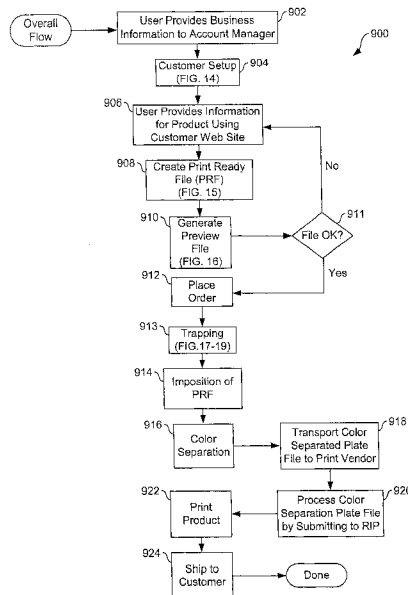 Overall
Flow
User Provides Business
Information to Account Manager
902
900
Customer Setup
(FIG. 14)
904
906
User Provides Information
for Product Using
Customer Web Site
No
908
Create Print Ready
File (PRF)
(FIG. 15)
910
Generate
Preview
File
(FIG. 16)
911
File OK?
Yes
912
Place
Order
913
Trapping
(FIG.17-19)
914
Imposition of
PRF
916
Color
Separation
918
Transport Color
Separated Plate
File to Print Vendor
922
Print
Product
920
Process Color
Separation Plate File
by Submitting to RIP
924
Ship to
Customer
Done